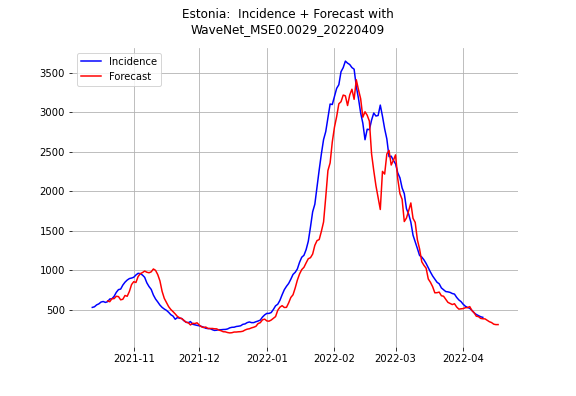 Estonia:  Incidence + Forecast with
WaveNet_MSE0.0029_20220409
Incidence
Forecast
3500
3000
2500
2000
1500
1000
500
2021-11 2021-12 2022-01 2022-02 2022-03 2022-04